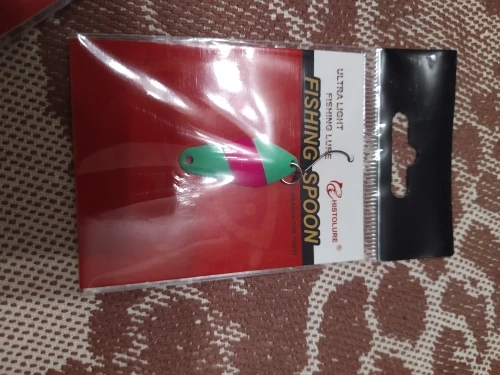 ULTRA LIGHT
FISHING LURE
HISTOLURE®
FISHING SPOON